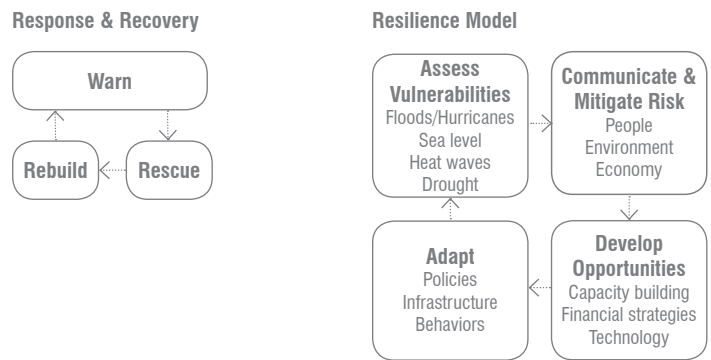 Response & Recovery
Warn
Rebuild
Rescue
Resilience Model
Assess
Vulnerabilities
Floods/Hurricanes
Sea level
Heat waves
Drought
Communicate &
Mitigate Risk
People
Environment
Economy
Adapt
Policies
Infrastructure
Behaviors
Develop
Opportunities
Capacity building
Financial strategies
Technology